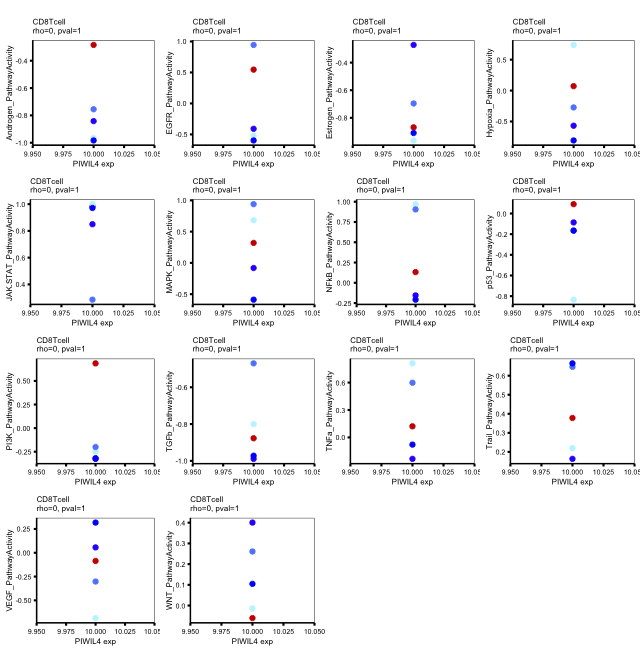 CD8Tcell
rho=0, pval=1
Androgen_PathwayActivity
-0.4
-0.6
-0.8
-1.0
9.950
9.975
10.000
10.025
10.05
PIWIL4 exp
CD8Tcell
rho=0, pval=1
EGFR_PathwayActivity
1.0
0.5
0.0
-0.5
9.950
9.975
10.000
10.025
10.05
PIWIL4 exp
CD8Tcell
rho=0, pval=1
Estrogen_PathwayActivity
-0.4
-0.6
-0.8
9.950
9.975
10.000
10.025
10.05
PIWIL4 exp
CD8Tcell
rho=0, pval=1
Hypoxia_PathwayActivity
0.5
0.0
-0.5
9.950
9.975
10.000
10.025
10.05
PIWIL4 exp
CD8Tcell
rho=0, pval=1
JAK.STAT_PathwayActivity
1.0
0.8
0.6
0.4
9.950
9.975
10.000
10.025
10.05
PIWIL4 exp
CD8Tcell
rho=0, pval=1
MAPK_PathwayActivity
1.0
0.5
0.0
-0.5
9.950
9.975
10.000
10.025
10.05
PIWIL4 exp
CD8Tcell
rho=0, pval=1
NFkB_PathwayActivity
1.00
0.75
0.50
0.25
0.00
-0.25
9.950
9.975
10.000
10.025
10.05
PIWIL4 exp
CD8Tcell
rho=0, pval=1
p53_PathwayActivity
0.0
-0.2
-0.4
-0.6
-0.8
9.950
9.975
10.000
10.025
10.05
PIWIL4 exp
CD8Tcell
rho=0, pval=1
PI3K_PathwayActivity
0.50
0.25
0.00
-0.25
9.950
9.975
10.000
10.025
10.05
PIWIL4 exp
CD8Tcell
rho=0, pval=1
TGFb_PathwayActivity
-0.6
-0.8
-1.0
9.950
9.975
10.000
10.025
10.05
PIWIL4 exp
CD8Tcell
rho=0, pval=1
TNFa_PathwayActivity
0.6
0.3
0.0
9.950
9.975
10.000
10.025
10.05
PIWIL4 exp
CD8Tcell
rho=0, pval=1
Trail_PathwayActivity
0.6
0.5
0.4
0.3
0.2
9.950
9.975
10.000
10.025
10.05
PIWIL4 exp
CD8Tcell
rho=0, pval=1
VEGF_PathwayActivity
0.25
0.00
-0.25
-0.50
9.950
9.975
10.000
10.025
10.05
PIWIL4 exp
CD8Tcell
rho=0, pval=1
WNT_PathwayActivity
0.4
0.3
0.2
0.1
0.0
9.950
9.975
10.000
10.025
10.050
PIWIL4 exp